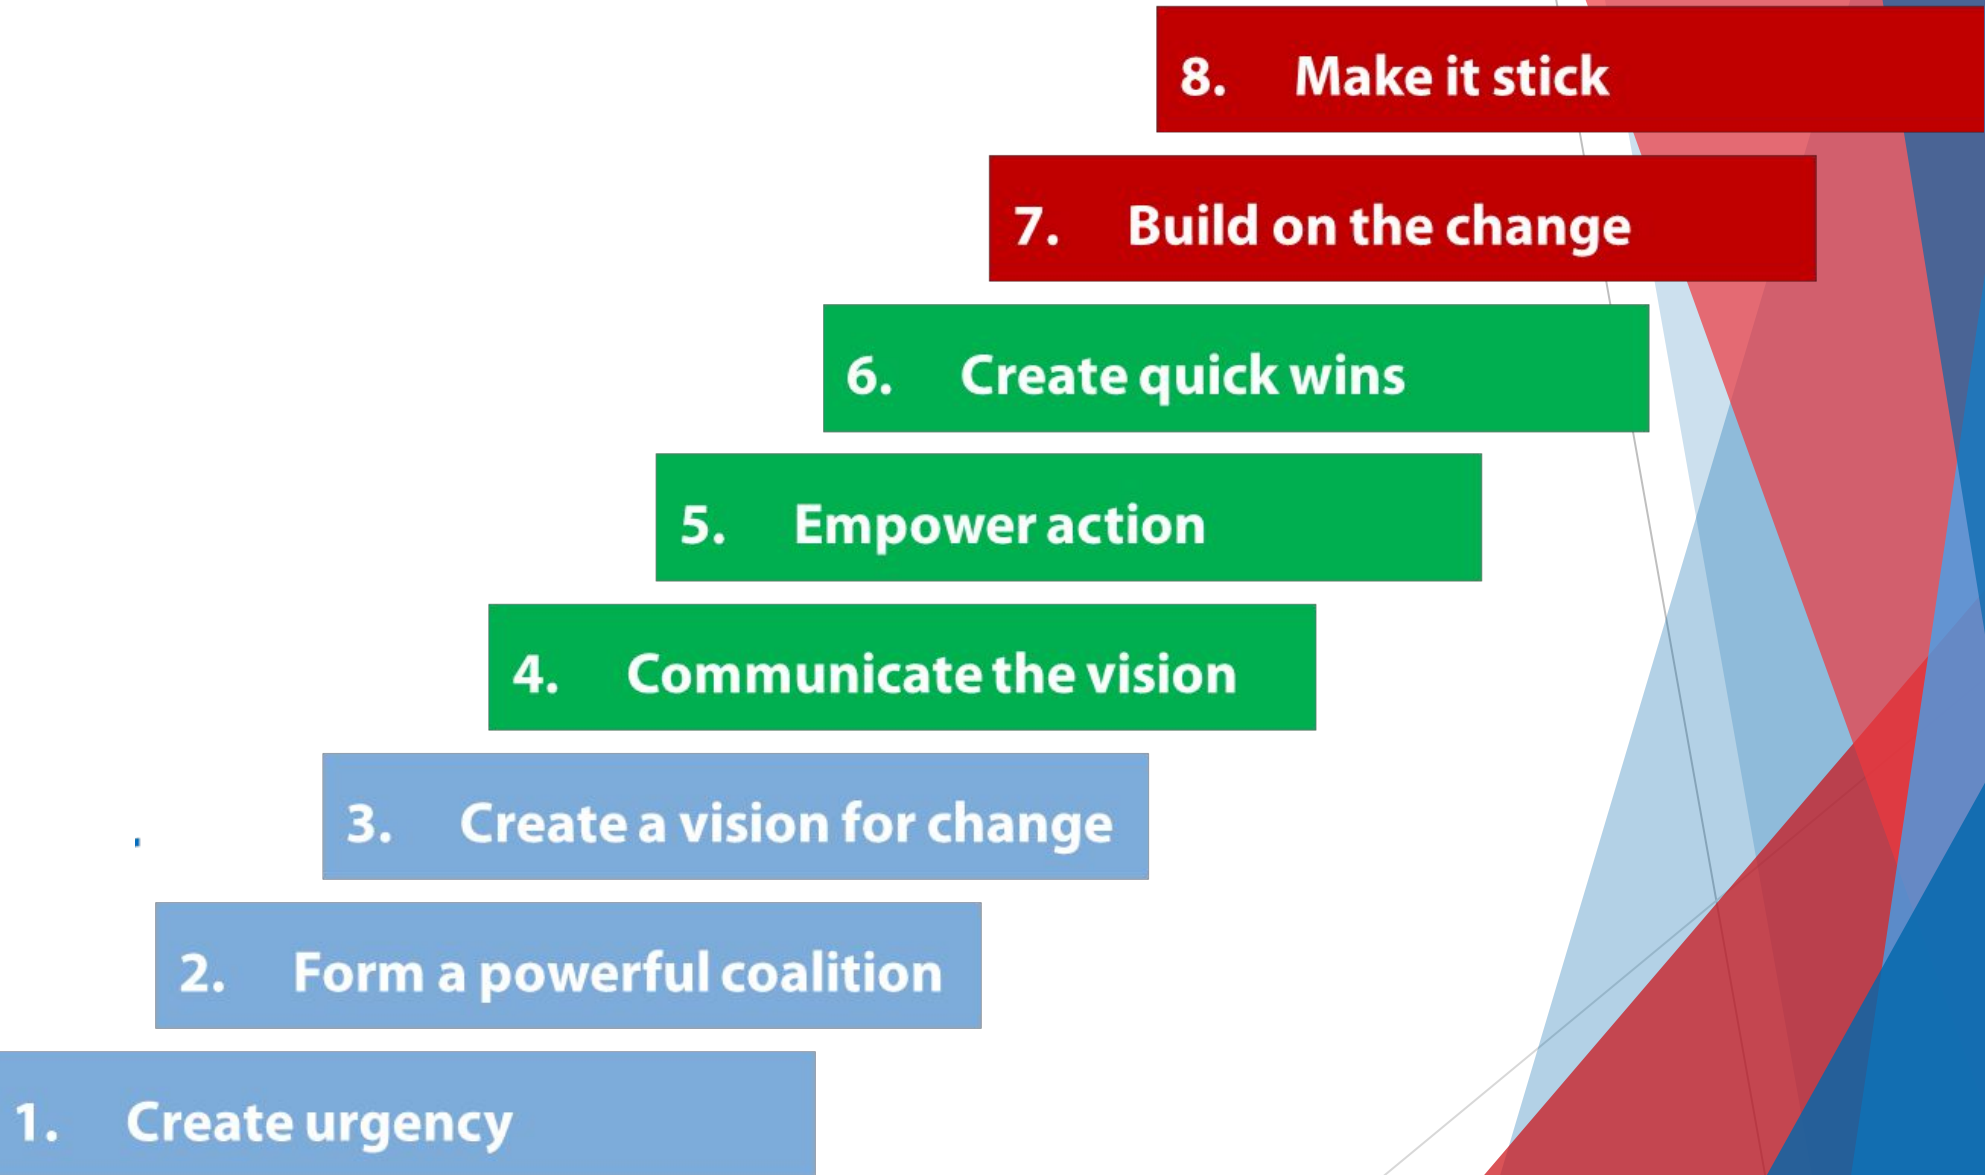 8. Make it stick
7. Build on the change
6. Create quick wins
5. Empower action
4. Communicate the vision
3. Create a vision for change
2. Form a powerful coalition
1. Create urgency